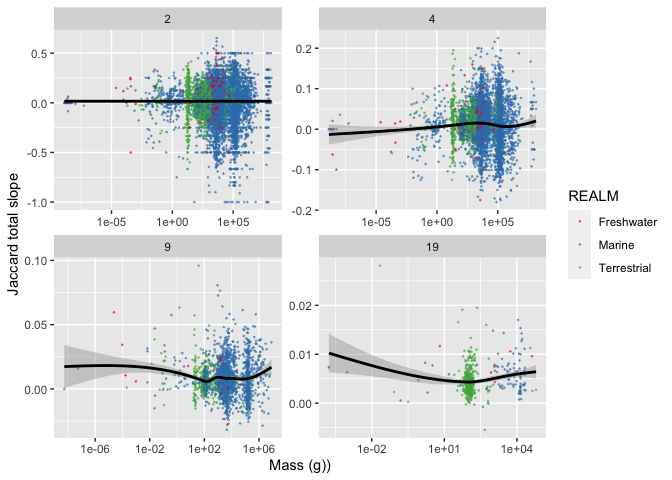 2
4
0.5
0.0
-0.5
-1.0
0.2
0.1
0.0
-0.1
-0.2
1e-05
1e+00
1e+05
1e-05
1e+00
1e+05
9
19
0.10
0.05
0.00
0.02
0.01
0.00
1e-06
1e-02
1e+02
1e+06
1e-02
1e+01
1e+04
Jaccard total slope
Mass (g))
REALM
Freshwater
Marine
Terrestrial